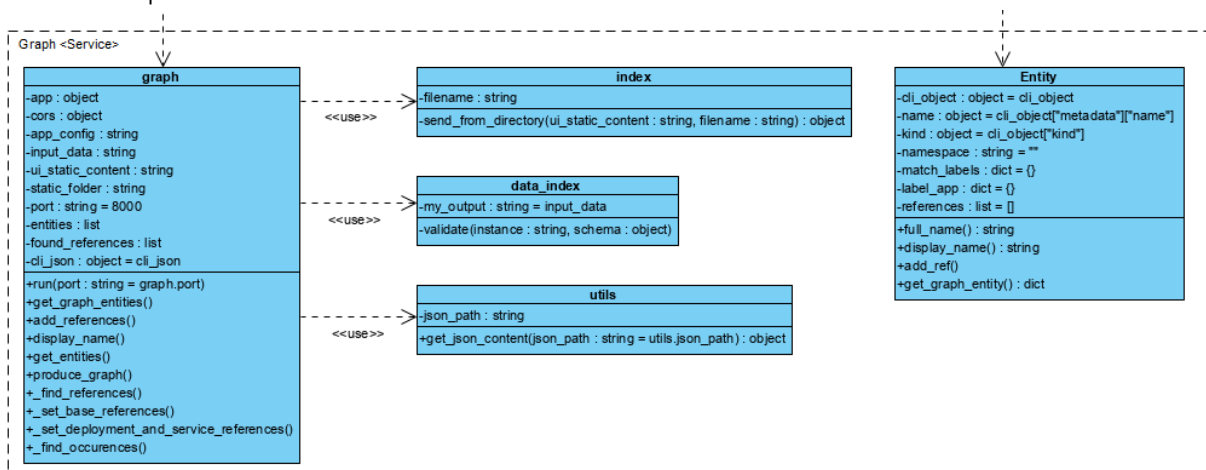 Graph <Service>
graph
-app : object
-cors : object
-app_config : string
-input_data : string
-ui_static_content : string
-static_folder : string
-port : string = 8000
-entities : list
-found_references : list
-cli_json : object = cli_json
+run(port : string = graph.port)
+get_graph_entities()
+add_references()
+display_name()
+get_entities()
+produce_graph()
+_find_references()
+_set_base_references()
+_set_deployment_and_service_references()
+_find_occurences()
<<use>>
<<use>>
<<use>>
index
-filename : string
-send_from_directory(ui_static_content : string, filename : string) : object
data_index
-my_output : string = input_data
-validate(instance : string, schema : object)
utils
-json_path : string
+get_json_content(json_path : string = utils.json_path) : object
Entity
-cli_object : object = cli_object
-name : object = cli_object["metadata"]["name"]
-kind : object = cli_object["kind"]
-namespace : string = ""
-match_labels : dict = {}
-label_app : dict = {}
-references : list = []
+full_name() : string
+display_name() : string
+add_ref()
+get_graph_entity() : dict